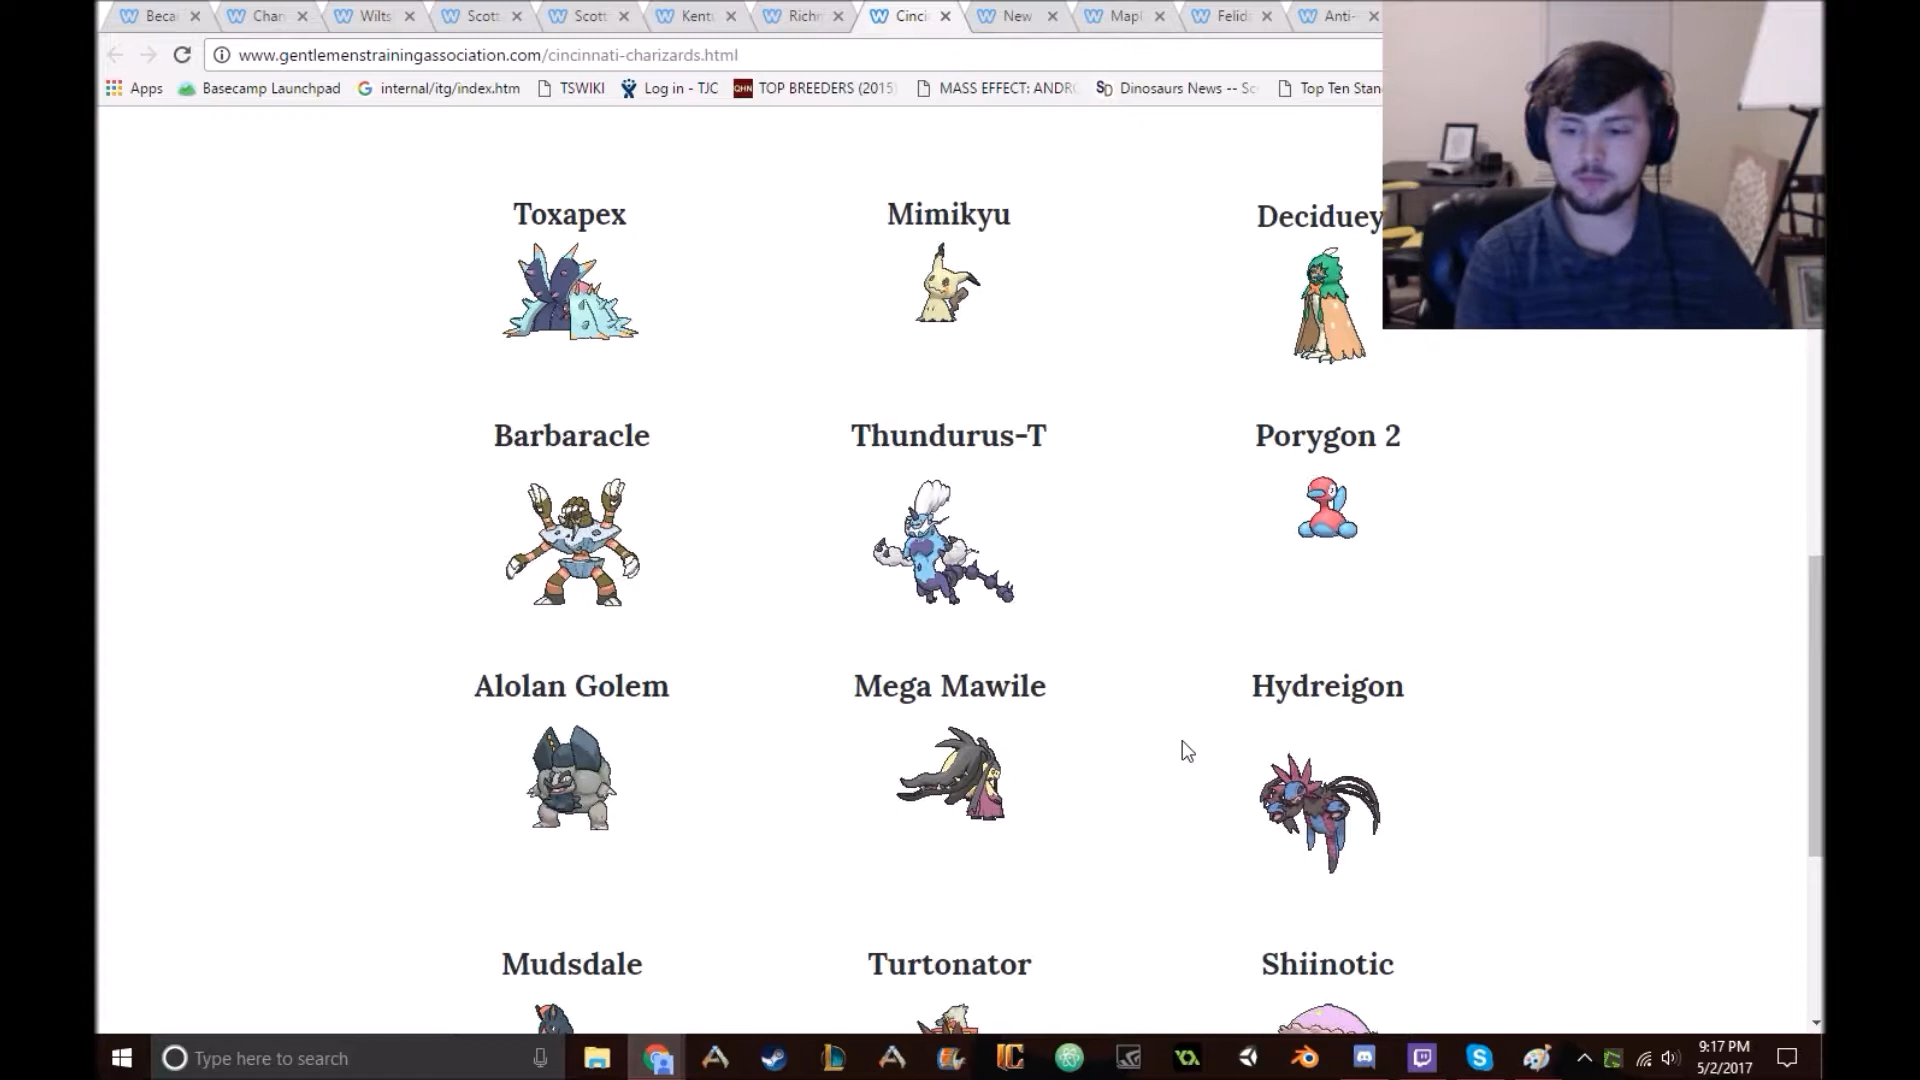 Beca
Char
Wilts
Scott
Scott
Kent
Richr
Cinci
New
Mapl
Felid
Anti-
www.gentlemenstrainingassociation.com/cincinnati-charizards.html
Apps
Basecamp Launchpad
internal/itg/index.htm
TSWIKI
Log in - TJC
QHN
TOP BREEDERS (2015)
MASS EFFECT: ANDR
SD
Dinosaurs News -- Sc
Top Ten Stan
Toxapex
Mimikyu
Deciduey
Barbaracle
Thundurus-T
Porygon 2
Alolan Golem
Mega Mawile
Hydreigon
Mudsdale
Turtonator
Shiinotic
Type here to search
9:17 PM
5/2/2017